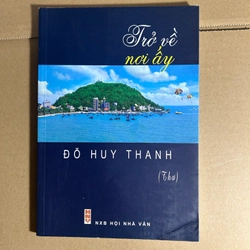 Trở về
nơi ấy
ĐỖ HUY THANH
(Thơ)
NXB HỘI NHÀ VĂN